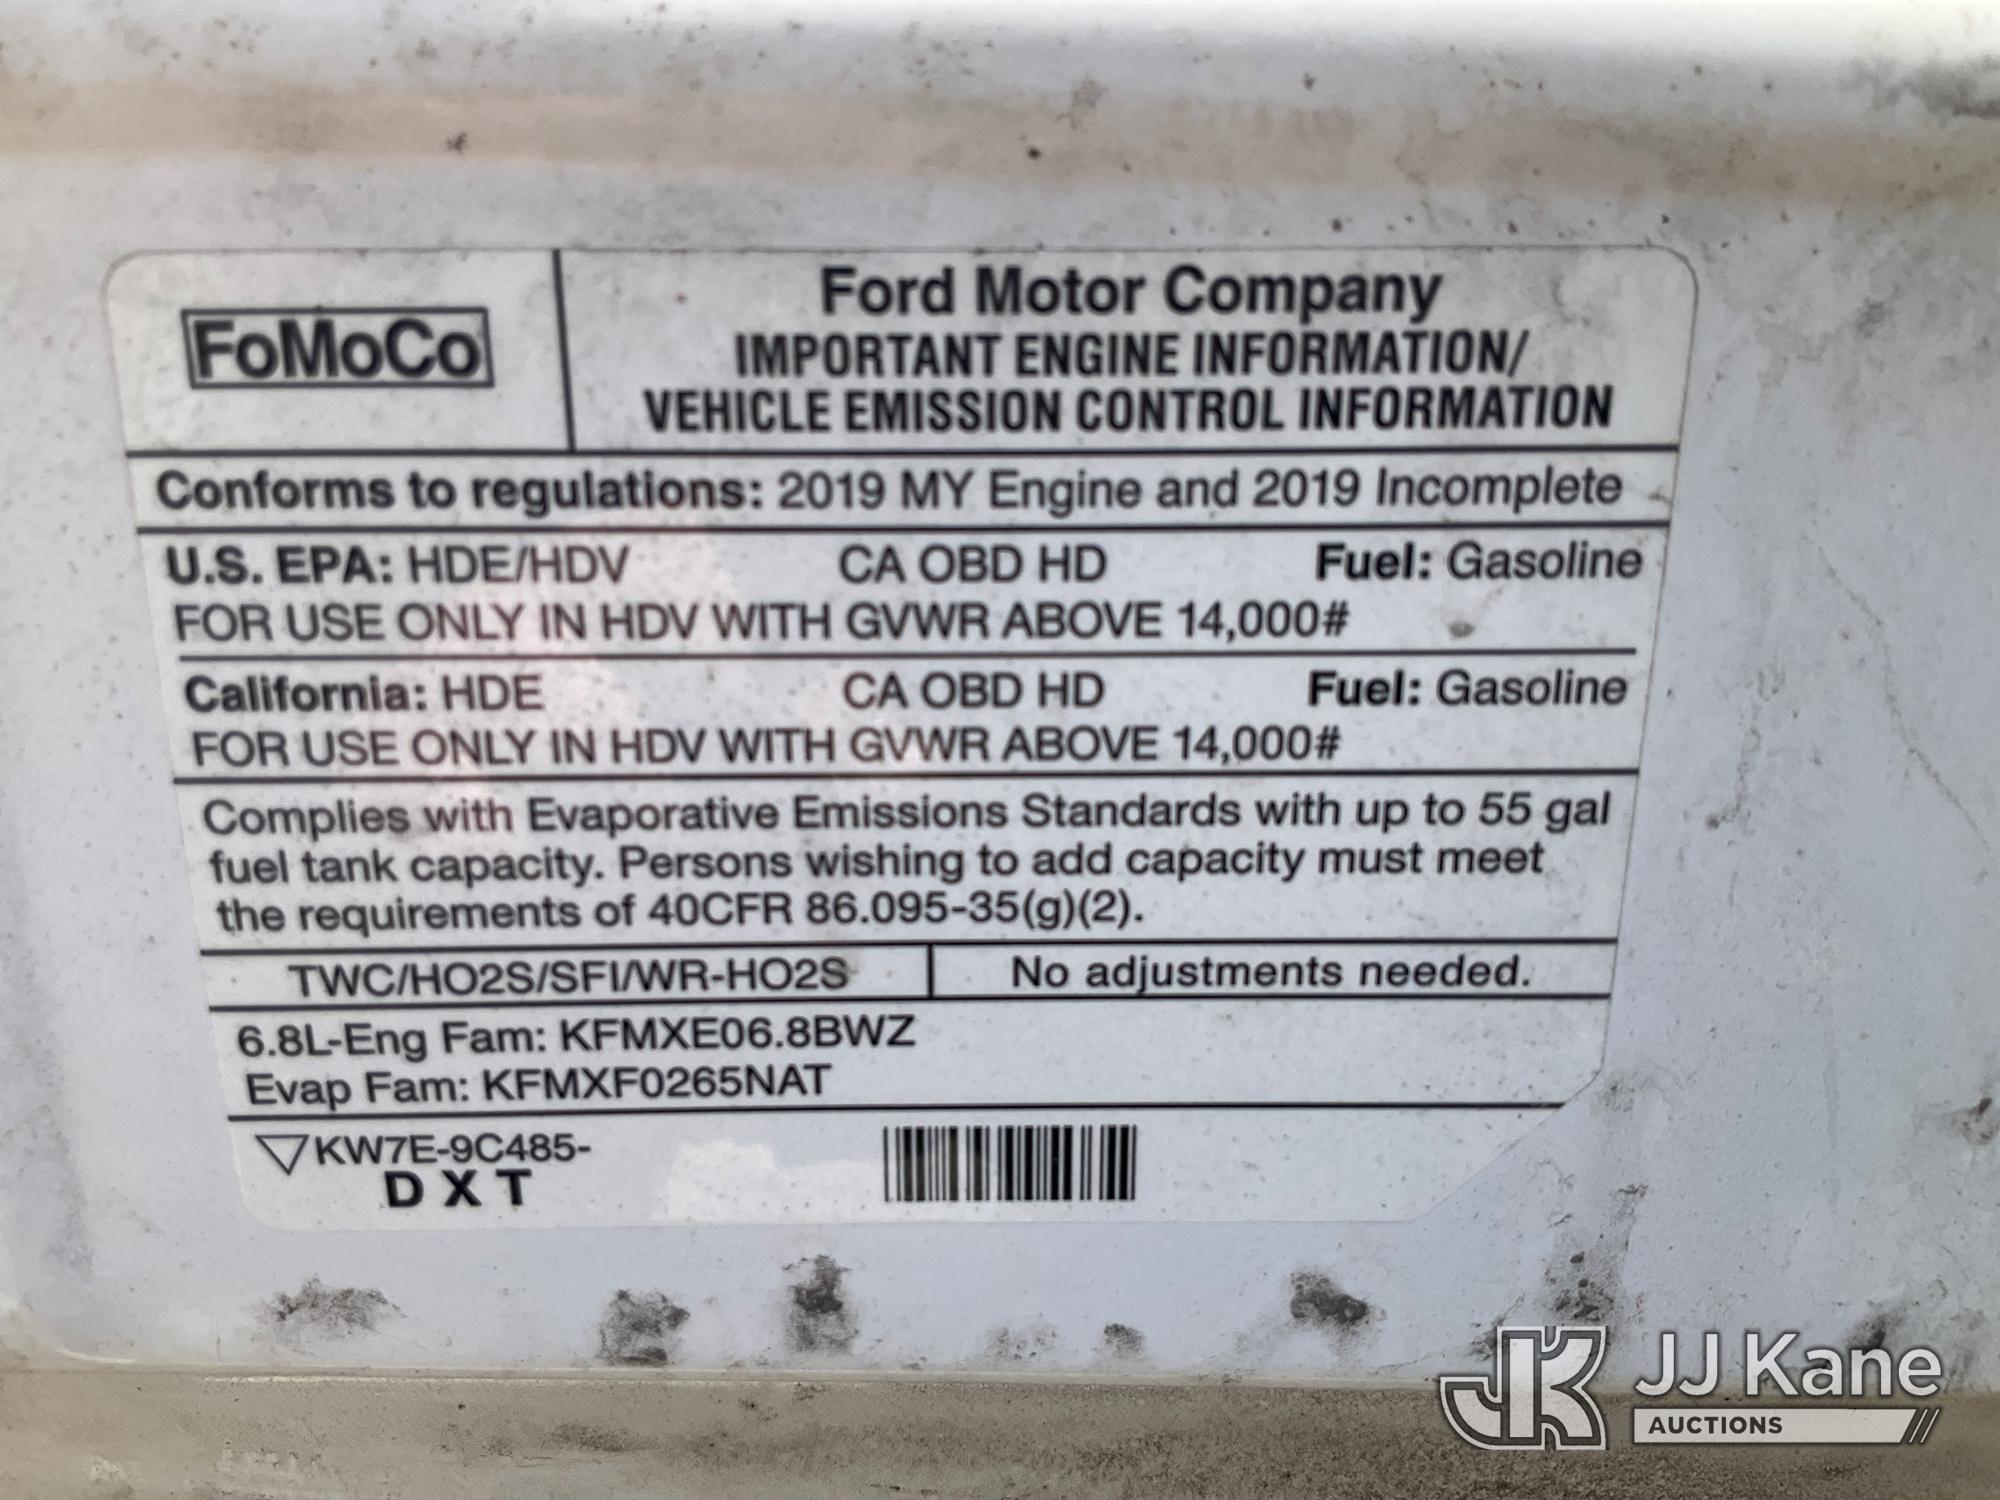 FoMoCo
Ford Motor Company
IMPORTANT ENGINE INFORMATION/
VEHICLE EMISSION CONTROL INFORMATION
Conforms to regulations: 2019 MY Engine and 2019 Incomplete
U.S. EPA: HDE/HDV CA OBD HD Fuel: Gasoline
FOR USE ONLY IN HDV WITH GVWR ABOVE 14,000#
California: HDE CA OBD HD Fuel: Gasoline
FOR USE ONLY IN HDV WITH GVWR ABOVE 14,000#
Complies with Evaporative Emissions Standards with up to 55 gal
fuel tank capacity. Persons wishing to add capacity must meet
the requirements of 40CFR 86.095-35(g)(2).
TWC/HO2S/SFI/WR-HO2S No adjustments needed.
6.8L-Eng Fam: KFMXE06.8BWZ
Evap Fam: KFMXF0265NAT
KW7E-9C485-
D X T
JK JJ Kane
AUCTIONS